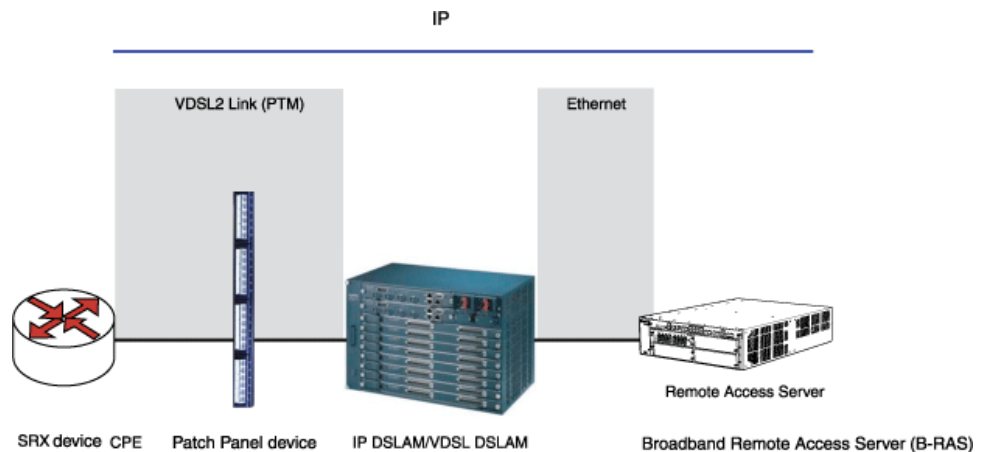 IP
VDSL2 Link (PTM)
Ethernet
Remote Access Server
SRX device CPE
Patch Panel device
IP DSLAM/VDSL DSLAM
Broadband Remote Access Server (B-RAS)